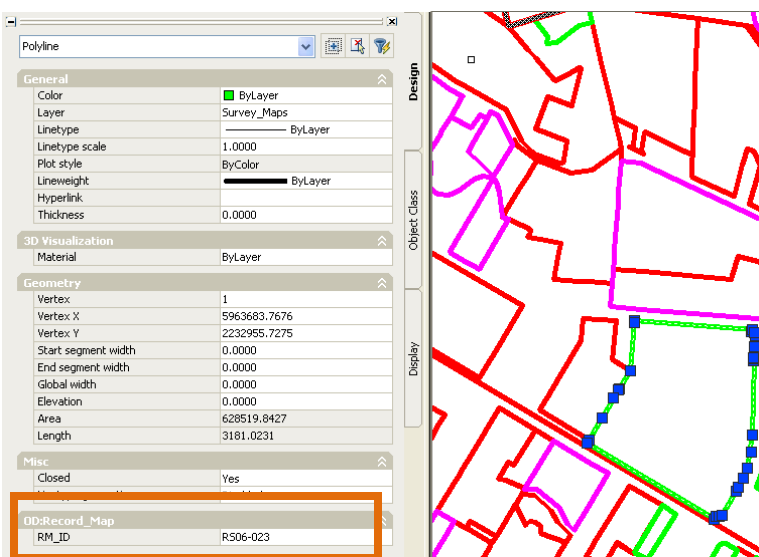 Polyline
General
Color ByLayer
Layer Survey_Maps
Linetype ByLayer
Linetype scale 1.0000
Plot style ByColor
Lineweight ByLayer
Hyperlink
Thickness 0.0000
3D Visualization
Material ByLayer
Geometry
Vertex 1
Vertex X 5963683.7676
Vertex Y 2232955.7275
Start segment width 0.0000
End segment width 0.0000
Global width 0.0000
Elevation 0.0000
Area 628519.8427
Length 3181.0231
Misc
Closed Yes
OD:Record_Map
RM_ID RS06-023
Design
Object Class
Display